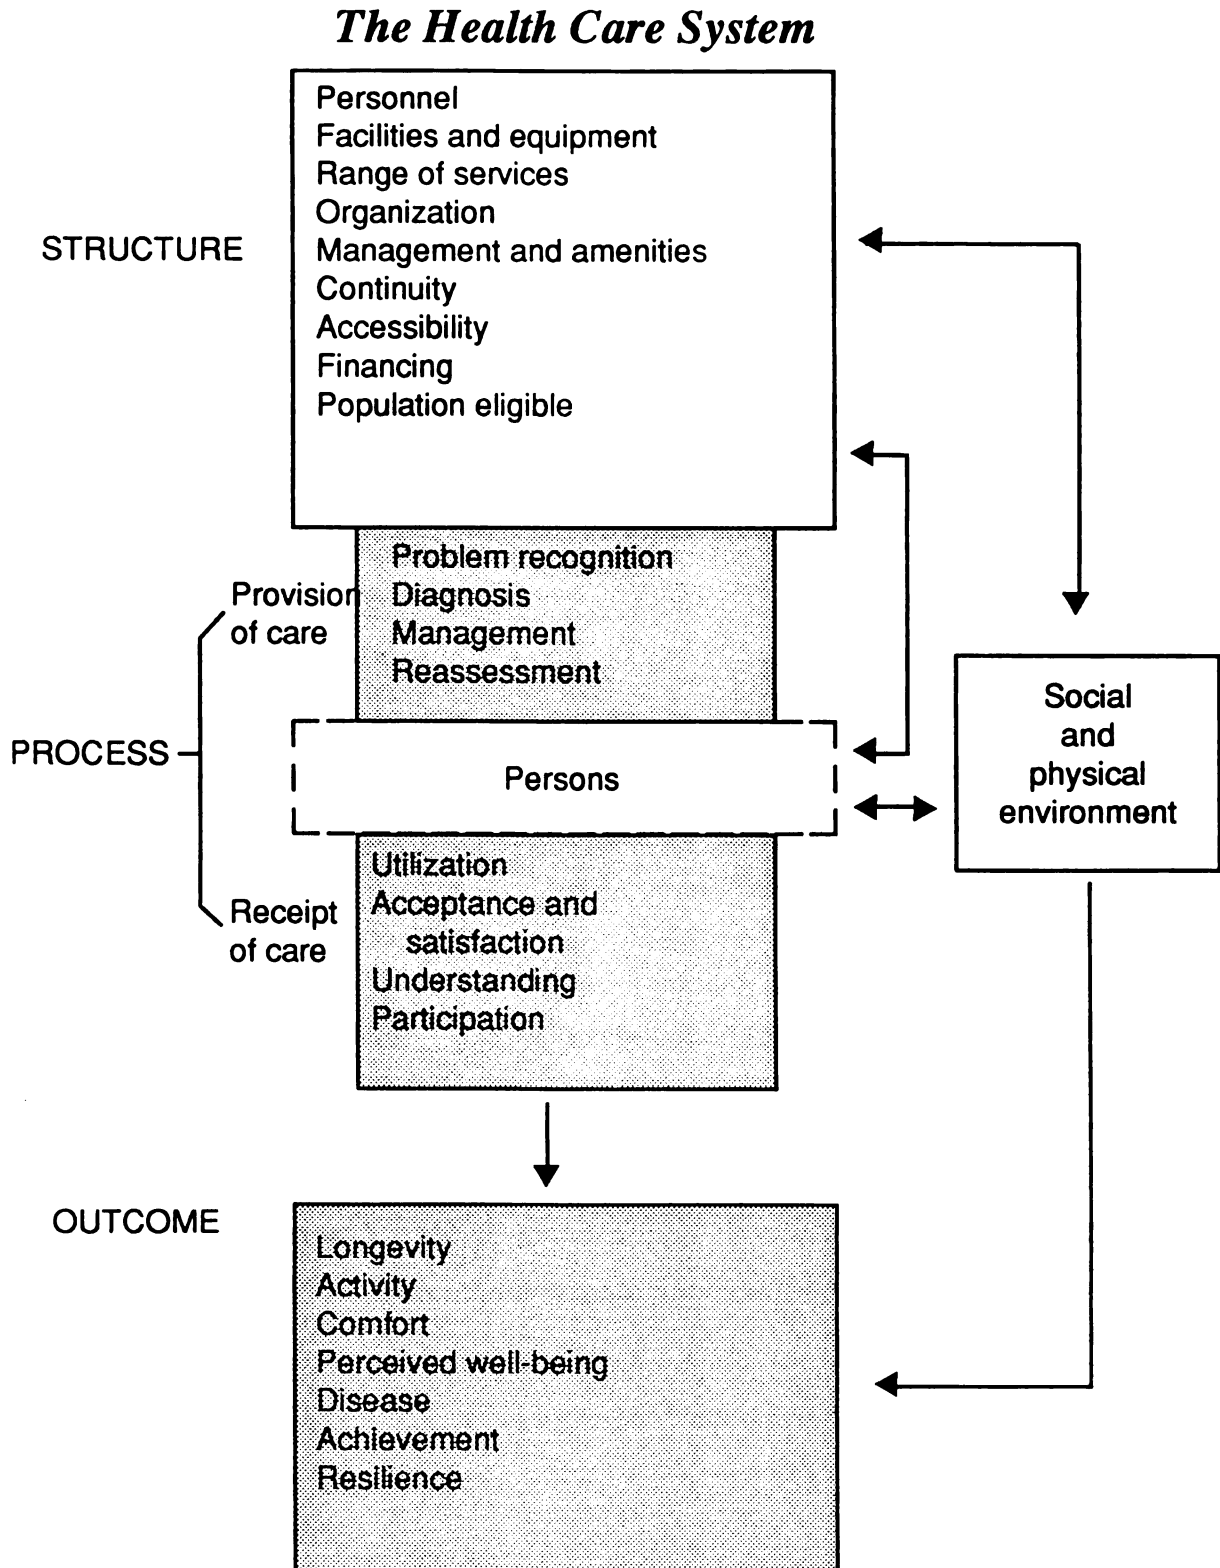 The Health Care System
STRUCTURE
Personnel
Facilities and equipment
Range of services
Organization
Management and amenities
Continuity
Accessibility
Financing
Population eligible
PROCESS
Provision
of care
Problem recognition
Diagnosis
Management
Reassessment
Persons
Social
and
physical
environment
Receipt
of care
Utilization
Acceptance and
satisfaction
Understanding
Participation
OUTCOME
Longevity
Activity
Comfort
Perceived well-being
Disease
Achievement
Resilience